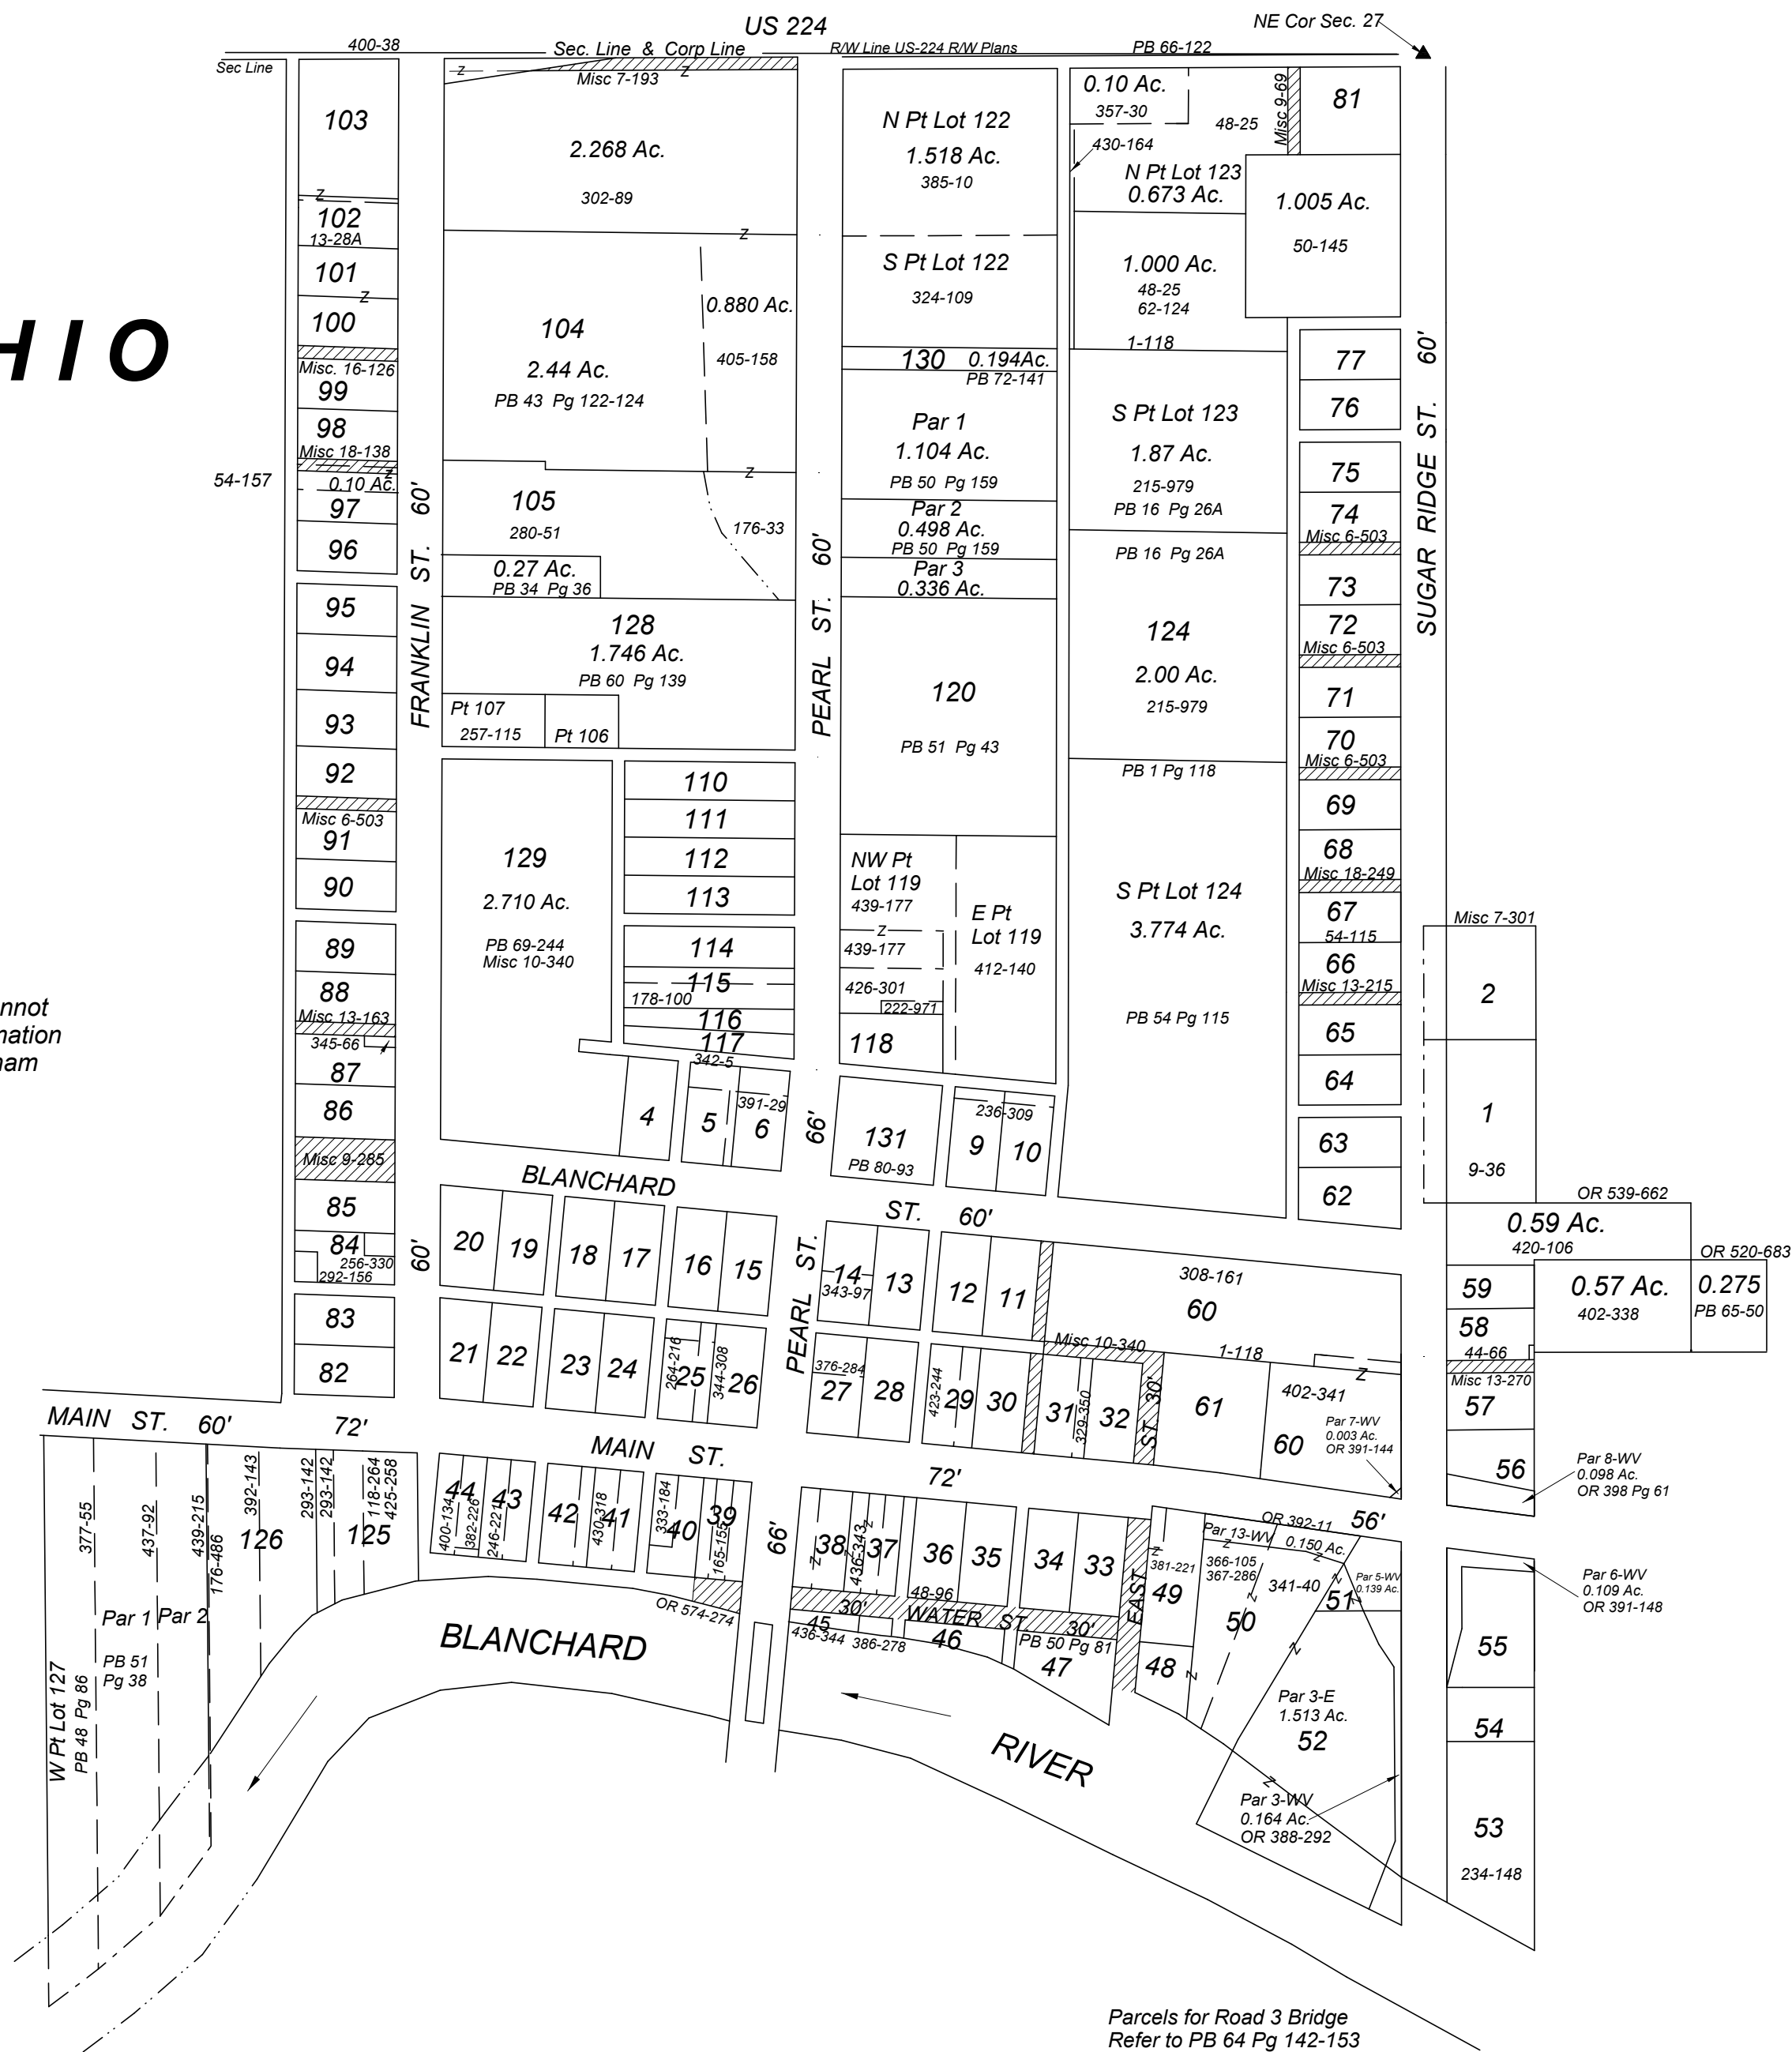 US 224
NE Cor Sec. 27
400-38
Sec. Line & Corp Line
R/W Line US-224 R/W Plans
PB 66-122
Sec Line
Z
Misc 7-193
Z
103
2.268 Ac.
302-89
N Pt Lot 122
1.518 Ac.
385-10
0.10 Ac.
357-30
48-25
Misc 9-69
81
430-164
N Pt Lot 123
0.673 Ac.
1.005 Ac.
50-145
Z
102
13-28A
101
Z
100
Misc. 16-126
99
98
Misc 18-138
Z
54-157
0.10 Ac.
97
96
HIO
Z
104
2.44 Ac.
PB 43 Pg 122-124
0.880 Ac.
405-158
S Pt Lot 122
324-109
1.000 Ac.
48-25
62-124
1-118
130 0.194Ac.
PB 72-141
Par 1
1.104 Ac.
PB 50 Pg 159
Par 2
0.498 Ac.
PB 50 Pg 159
Par 3
0.336 Ac.
S Pt Lot 123
1.87 Ac.
215-979
PB 16 Pg 26A
PB 16 Pg 26A
77
76
75
74
Misc 6-503
73
72
Misc 6-503
71
70
Misc 6-503
69
68
Misc 18-249
67
54-115
66
Misc 13-215
65
64
63
62
SUGAR RIDGE ST. 60'
Z
105
280-51
176-33
0.27 Ac.
PB 34 Pg 36
FRANKLIN ST. 60'
PEARL ST. 60'
95
94
93
92
Misc 6-503
91
90
89
88
Misc 13-163
345-66
87
86
Misc 9-285
85
84
256-330
292-156
83
82
128
1.746 Ac.
PB 60 Pg 139
Pt 107
257-115
Pt 106
120
PB 51 Pg 43
124
2.00 Ac.
215-979
PB 1 Pg 118
110
111
112
113
114
115
178-100
116
117
342-5
129
2.710 Ac.
PB 69-244
Misc 10-340
NW Pt
Lot 119
439-177
Z
439-177
426-301
222-971
118
E Pt
Lot 119
412-140
S Pt Lot 124
3.774 Ac.
PB 54 Pg 115
Misc 7-301
2
1
9-36
nnot
mation
nam
4
5
391-29
6
66'
131
PB 80-93
236-309
9
10
BLANCHARD ST. 60'
OR 539-662
0.59 Ac.
420-106
OR 520-683
0.57 Ac.
402-338
0.275
PB 65-50
60'
20
19
18
17
16
15
PEARL ST.
14
343-97
13
12
11
308-161
60
Misc 10-340
1-118
Z
59
58
44-66
Misc 13-270
57
56
21
22
23
24
264-216
25
344-308
26
376-284
27
28
423-244
29
30
31
329-350
32
ST. 30'
61
402-341
60
Par 7-WV
0.003 Ac.
OR 391-144
Par 8-WV
0.098 Ac.
OR 398 Pg 61
MAIN ST. 60' 72'
MAIN ST. 72'
56'
377-55
437-92
439-215
176-486
392-143
126
293-142
293-142
125
118-264
425-258
44
400-134
382-226
43
246-221
42
430-318
41
333-184
40
39
165-155
66'
38
Z
Z
436-343
Z
37
36
35
48-96
34
33
EAST
Z
381-221
49
OR 392-11
Par 13-WV
0.150 Ac.
Z
Z
366-105
367-286
341-40
Z
Z
50
Par 5-WV
0.139 Ac.
Z
51
Par 6-WV
0.109 Ac.
OR 391-148
OR 574-274
30' WATER ST 30'
45
436-344
386-278
46
PB 50 Pg 81
47
48
Z
Z
55
54
53
234-148
Par 1
Par 2
PB 51
Pg 38
W Pt Lot 127
PB 48 Pg 86
BLANCHARD
RIVER
Par 3-E
1.513 Ac.
52
Z
Par 3-WV
0.164 Ac.
OR 388-292
Parcels for Road 3 Bridge
Refer to PB 64 Pg 142-153